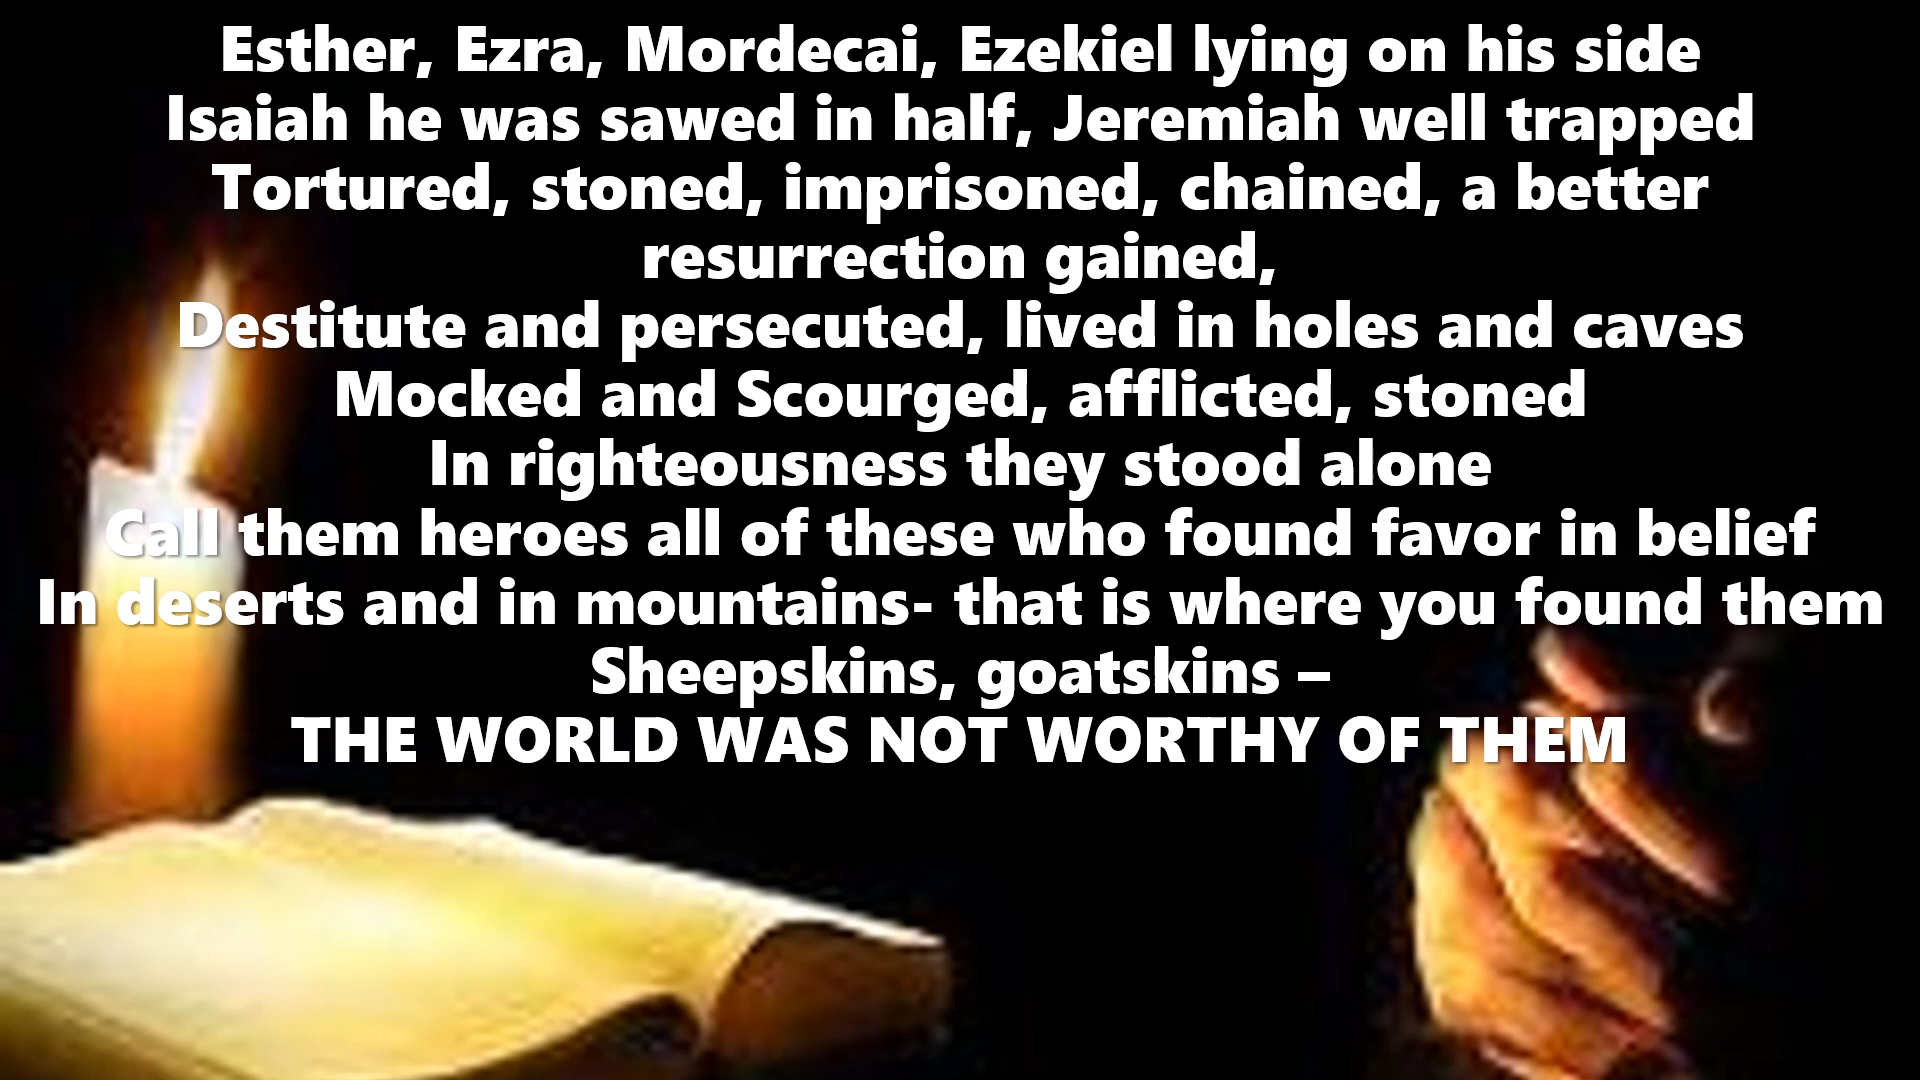 Esther, Ezra, Mordecai, Ezekiel lying on his side
Isaiah he was sawed in half, Jeremiah well trapped
Tortured, stoned, imprisoned, chained, a better
resurrection gained,
Destitute and persecuted, lived in holes and caves
Mocked and Scourged, afflicted, stoned
In righteousness they stood alone
Call them heroes all of these who found favor in belief
In deserts and in mountains- that is where you found them
Sheepskins, goatskins –
THE WORLD WAS NOT WORTHY OF THEM